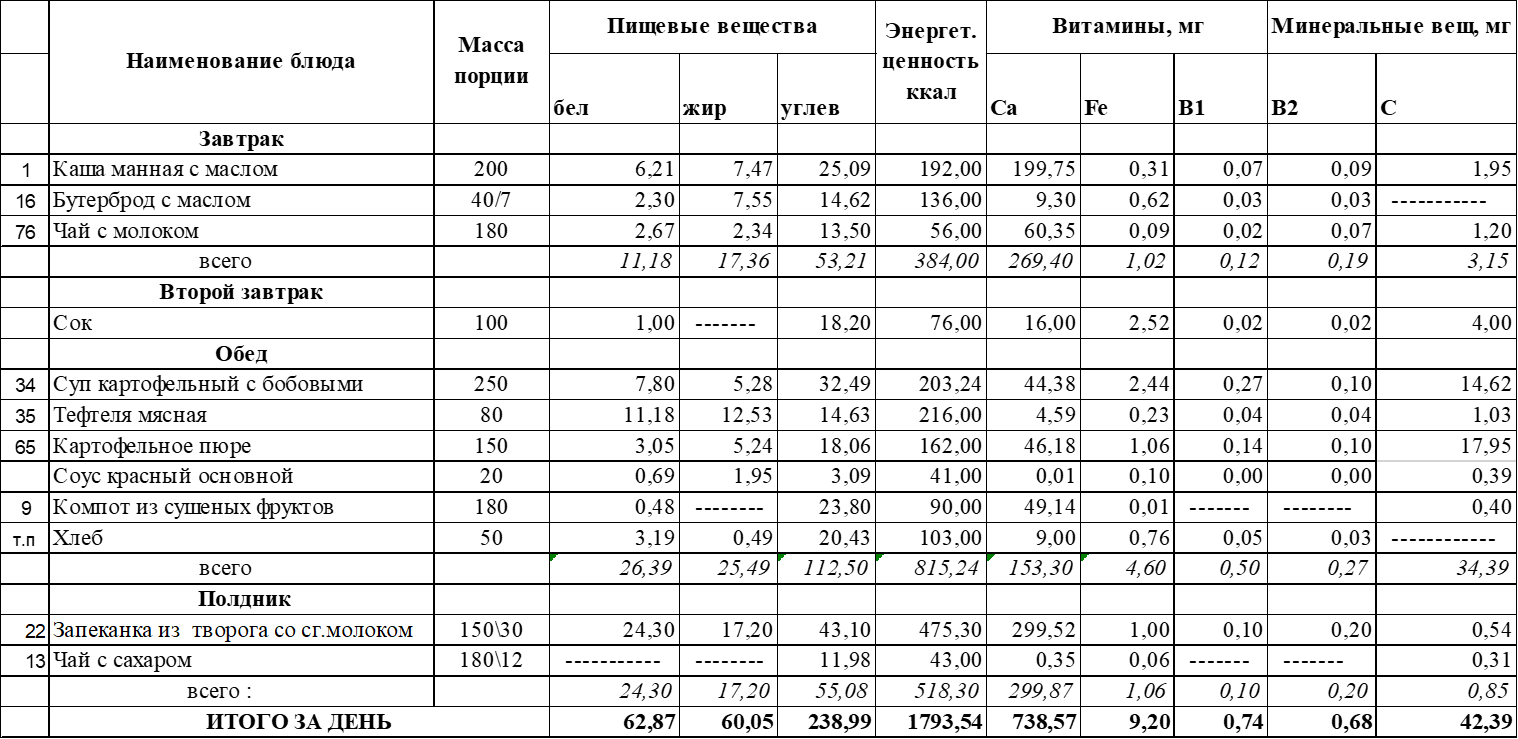 Наименование блюда Масса порции Пищевые вещества Энергет. ценность ккал Витамины, мг Минеральные вещ, мг
бел жир углев Ca Fe B1 B2 C
Завтрак
1 Каша манная с маслом 200 6,21 7,47 25,09 192,00 199,75 0,31 0,07 0,09 1,95
16 Бутерброд с маслом 40/7 2,30 7,55 14,62 136,00 9,30 0,62 0,03 0,03 -----------
76 Чай с молоком 180 2,67 2,34 13,50 56,00 60,35 0,09 0,02 0,07 1,20
всего 11,18 17,36 53,21 384,00 269,40 1,02 0,12 0,19 3,15
Второй завтрак
Сок 100 1,00 ------- 18,20 76,00 16,00 2,52 0,02 0,02 4,00
Обед
34 Суп картофельный с бобовыми 250 7,80 5,28 32,49 203,24 44,38 2,44 0,27 0,10 14,62
35 Тефтеля мясная 80 11,18 12,53 14,63 216,00 4,59 0,23 0,04 0,04 1,03
65 Картофельное пюре 150 3,05 5,24 18,06 162,00 46,18 1,06 0,14 0,10 17,95
Соус красный основной 20 0,69 1,95 3,09 41,00 0,01 0,10 0,00 0,00 0,39
9 Компот из сушеных фруктов 180 0,48 -------- 23,80 90,00 49,14 0,01 ------- -------- 0,40
т.п Хлеб 50 3,19 0,49 20,43 103,00 9,00 0,76 0,05 0,03 ------------
всего 26,39 25,49 112,50 815,24 153,30 4,60 0,50 0,27 34,39
Полдник
22 Запеканка из творога со сг.молоком 150\30 24,30 17,20 43,10 475,30 299,52 1,00 0,10 0,20 0,54
13 Чай с сахаром 180\12 ----------- -------- 11,98 43,00 0,35 0,06 ------- ------- 0,31
всего : 24,30 17,20 55,08 518,30 299,87 1,06 0,10 0,20 0,85
ИТОГО ЗА ДЕНЬ 62,87 60,05 238,99 1793,54 738,57 9,20 0,74 0,68 42,39